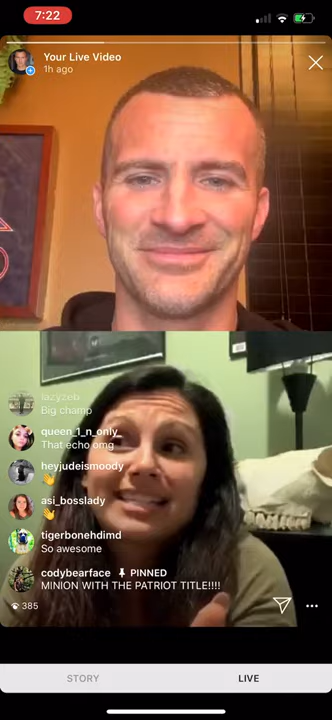 7:22
Your Live Video
1h ago
lazyzeb
Big champ
queen_1_n_only_
That echo omg
heyjudeismoody
👋
asi_bosslady
👋
tigerbonehdimd
So awesome
codybearface 📌 PINNED
MINION WITH THE PATRIOT TITLE!!!!
385
STORY
LIVE